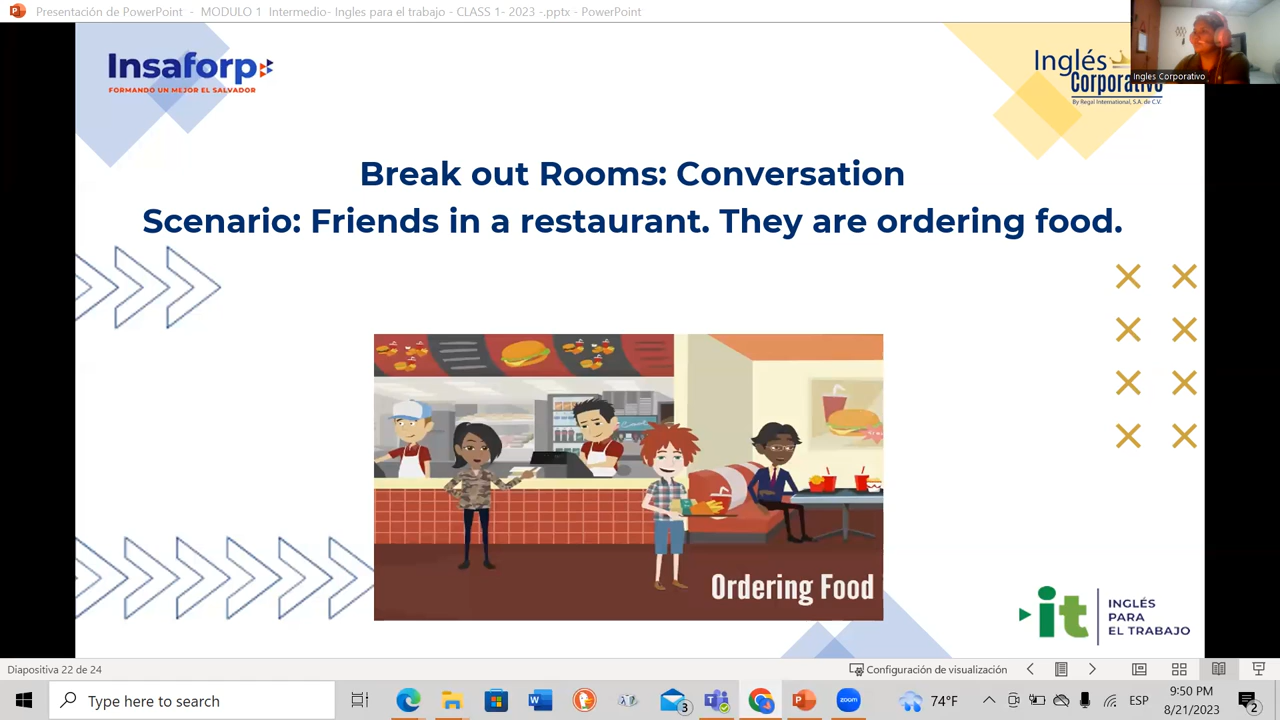 Presentación de PowerPoint - MODULO 1 Intermedio- Ingles para el trabajo - CLASS 1- 2023 -.pptx - PowerPoint
Insaforp
FORMANDO UN MEJOR EL SALVADOR
Inglés
Corporativo
By Regal International, S.A. de C.V.
Ingles Corporativo
Break out Rooms: Conversation
Scenario: Friends in a restaurant. They are ordering food.
Ordering Food
it
INGLÉS
PARA
EL TRABAJO
Diapositiva 22 de 24
Configuración de visualización
Type here to search
3
zoom
74°F
ESP
9:50 PM
8/21/2023
2